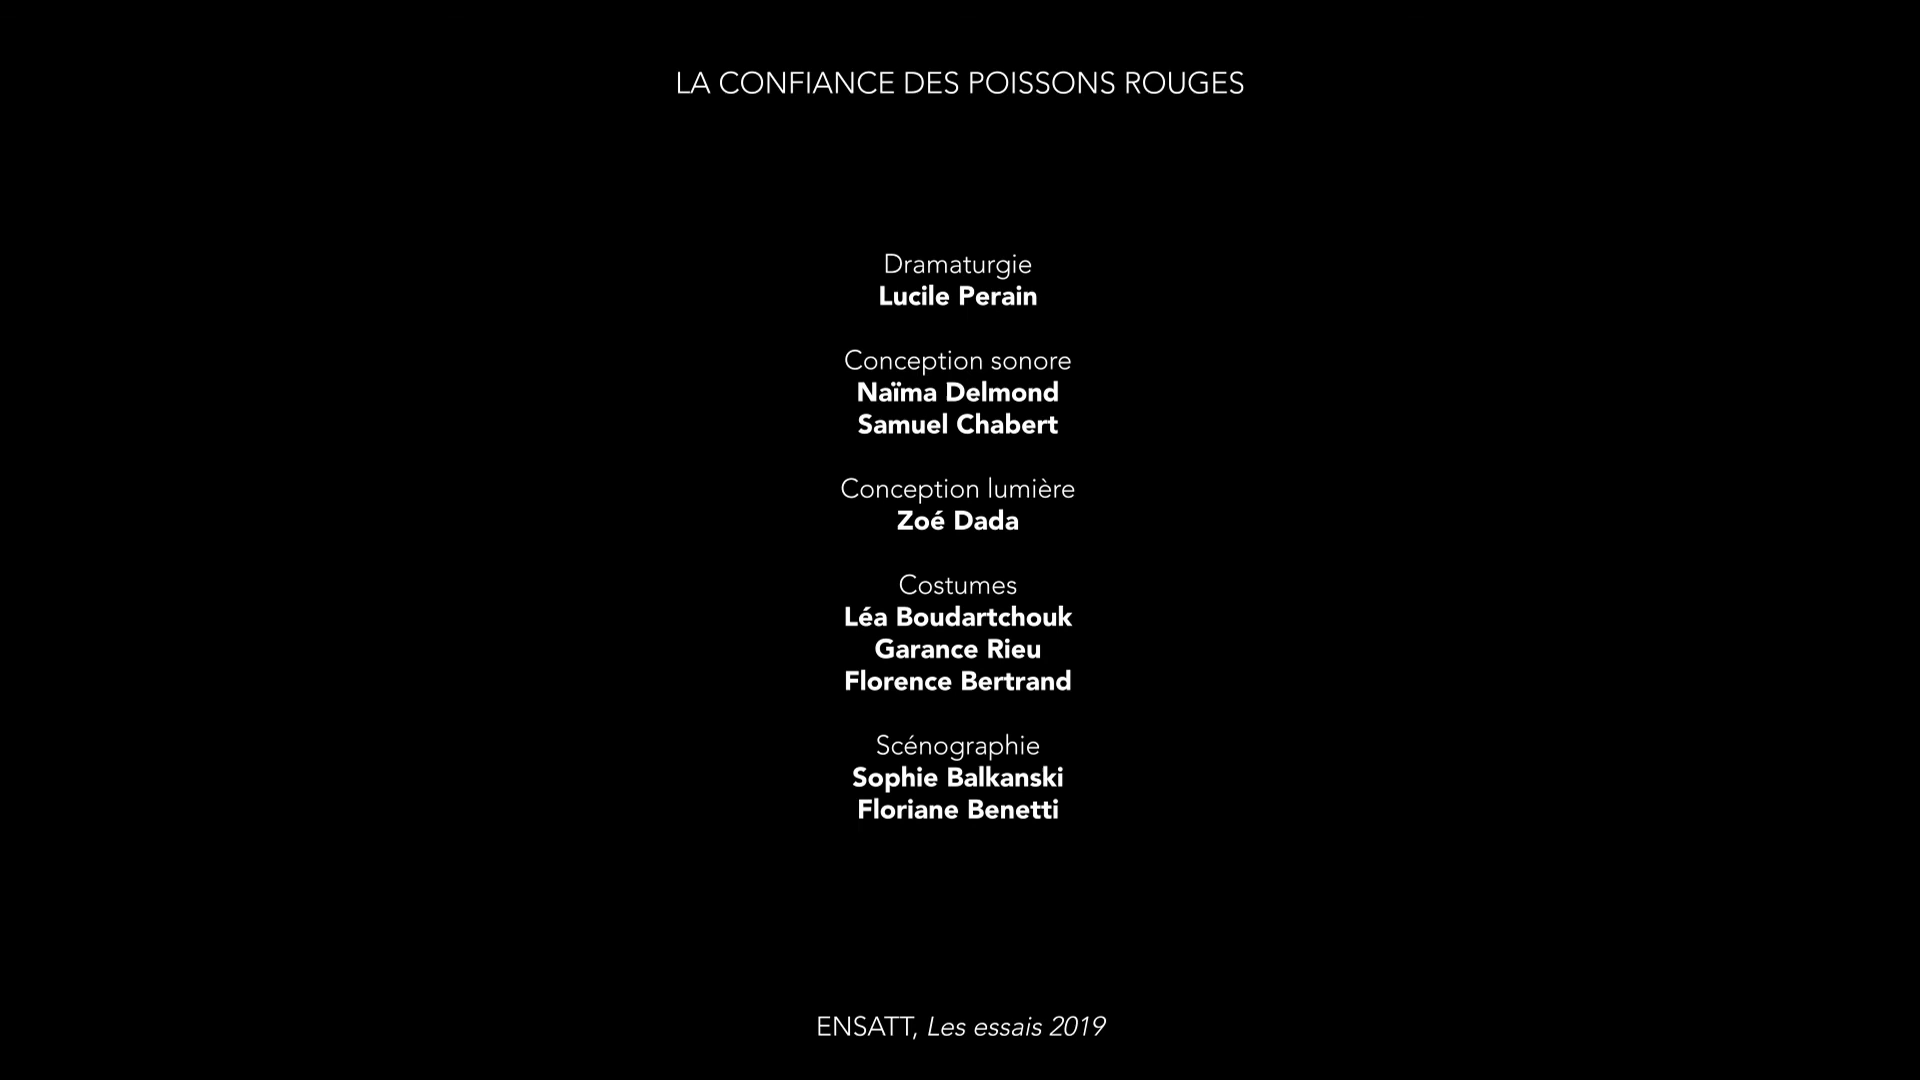 LA CONFIANCE DES POISSONS ROUGES
Dramaturgie
Lucile Perain
Conception sonore
Naïma Delmond
Samuel Chabert
Conception lumière
Zoé Dada
Costumes
Léa Boudartchouk
Garance Rieu
Florence Bertrand
Scénographie
Sophie Balkanski
Floriane Benetti
ENSATT, Les essais 2019